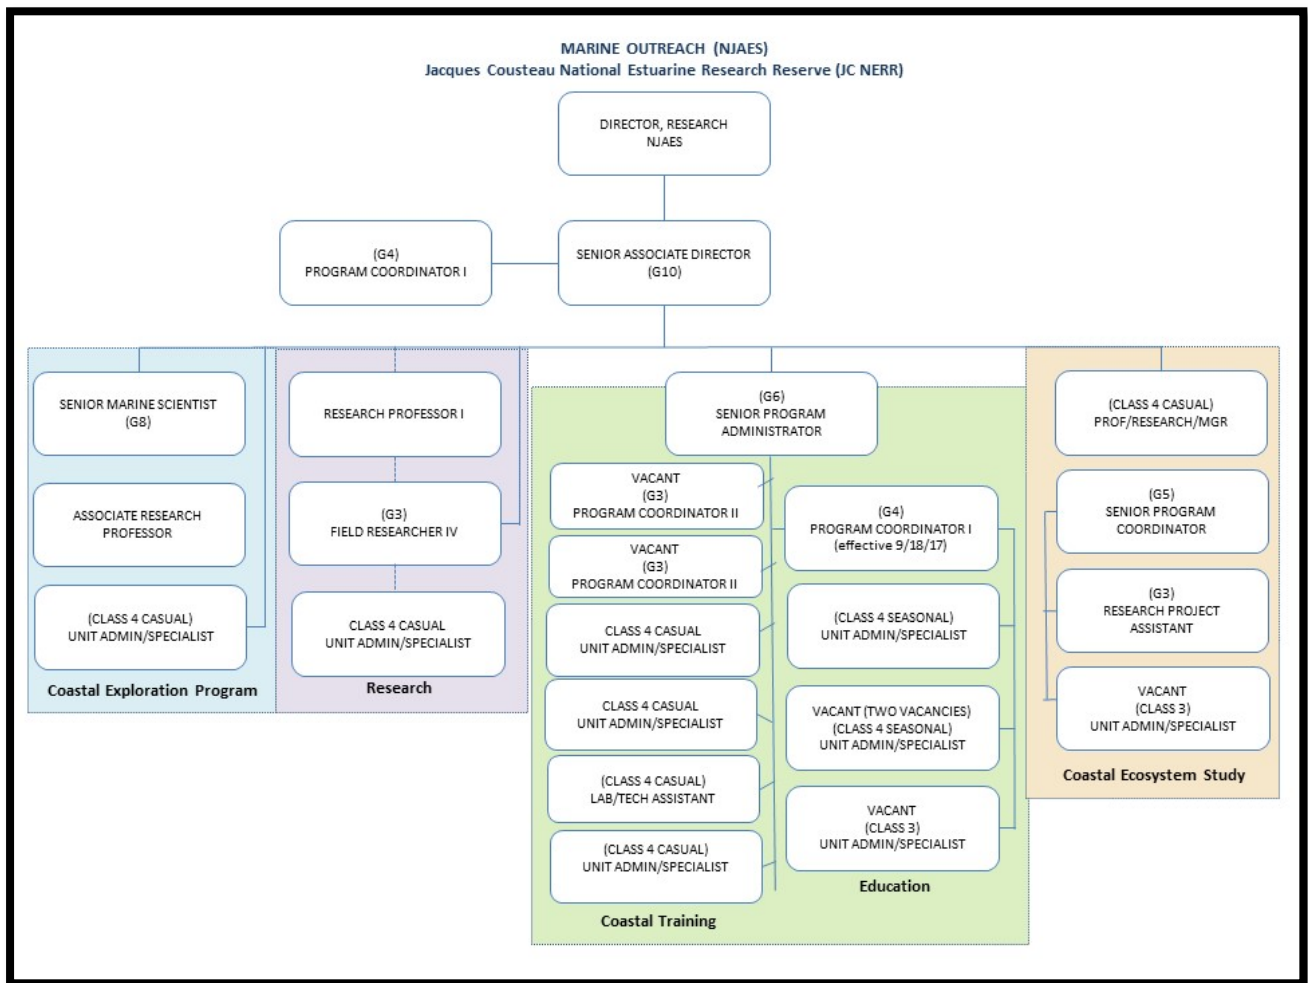 MARINE OUTREACH (NJAES)
Jacques Cousteau National Estuarine Research Reserve (JC NERR)
DIRECTOR, RESEARCH
NJAES
(G4)
PROGRAM COORDINATOR I
SENIOR ASSOCIATE DIRECTOR
(G10)
SENIOR MARINE SCIENTIST
(G8)
ASSOCIATE RESEARCH
PROFESSOR
(CLASS 4 CASUAL)
UNIT ADMIN/SPECIALIST
Coastal Exploration Program
RESEARCH PROFESSOR I
(G3)
FIELD RESEARCHER IV
CLASS 4 CASUAL
UNIT ADMIN/SPECIALIST
Research
(G6)
SENIOR PROGRAM
ADMINISTRATOR
VACANT
(G3)
PROGRAM COORDINATOR II
VACANT
(G3)
PROGRAM COORDINATOR II
CLASS 4 CASUAL
UNIT ADMIN/SPECIALIST
CLASS 4 CASUAL
UNIT ADMIN/SPECIALIST
(CLASS 4 CASUAL)
LAB/TECH ASSISTANT
(CLASS 4 CASUAL)
UNIT ADMIN/SPECIALIST
Coastal Training
(G4)
PROGRAM COORDINATOR I
(effective 9/18/17)
(CLASS 4 SEASONAL)
UNIT ADMIN/SPECIALIST
VACANT (TWO VACANCIES)
(CLASS 4 SEASONAL)
UNIT ADMIN/SPECIALIST
VACANT
(CLASS 3)
UNIT ADMIN/SPECIALIST
Education
(CLASS 4 CASUAL)
PROF/RESEARCH/MGR
(G5)
SENIOR PROGRAM
COORDINATOR
(G3)
RESEARCH PROJECT
ASSISTANT
VACANT
(CLASS 3)
UNIT ADMIN/SPECIALIST
Coastal Ecosystem Study